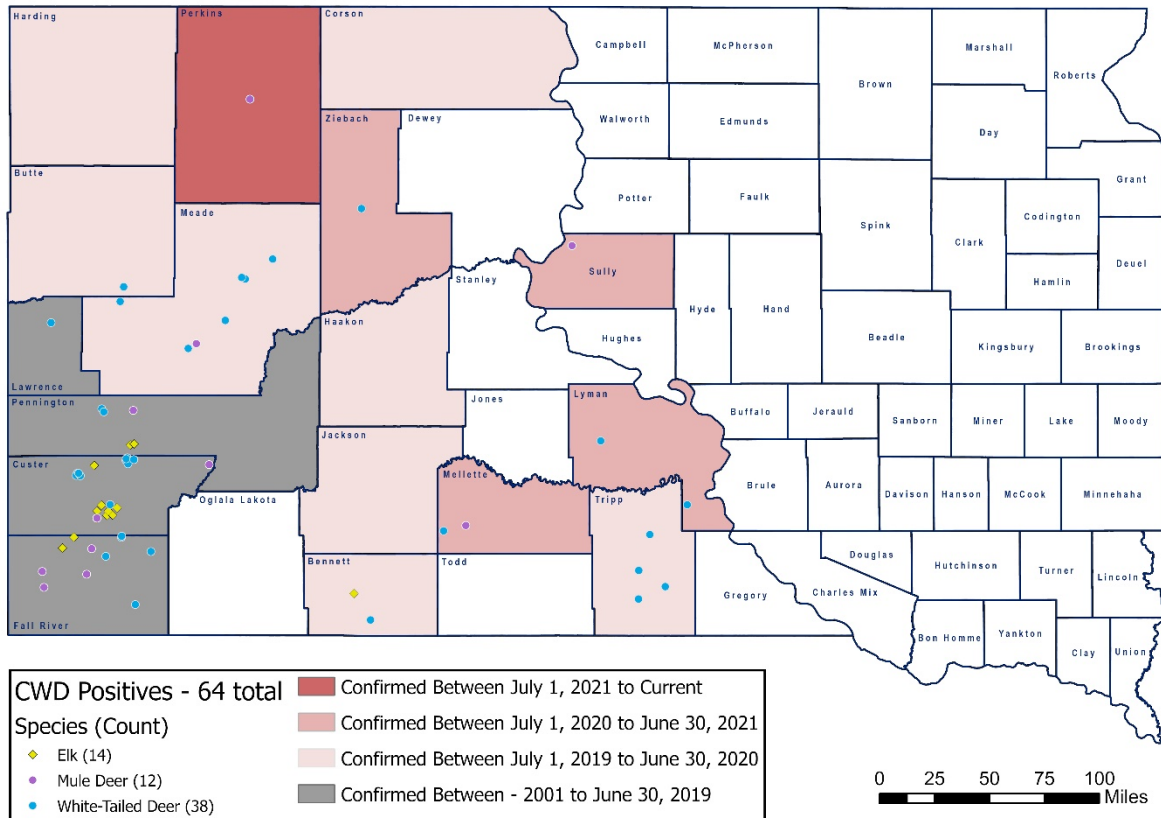 Harding
Perkins
Corson
Campbell
McPherson
Brown
Marshall
Roberts
Walworth
Edmunds
Day
Ziebach
Dewey
Grant
Butte
Meade
Potter
Faulk
Spink
Clark
Codington
Hamlin
Deuel
Sully
Stanley
Hyde
Hand
Haakon
Hughes
Beadle
Kingsbury
Brookings
Lawrence
Pennington
Jones
Lyman
Buffalo
Jerauld
Sanborn
Miner
Lake
Moody
Custer
Jackson
Oglala Lakota
Mellette
Tripp
Brule
Aurora
Davison
Hanson
McCook
Minnehaha
Fall River
Bennett
Todd
Gregory
Douglas
Charles Mix
Hutchinson
Turner
Lincoln
Bon Homme
Yankton
Clay
Union
CWD Positives - 64 total
Species (Count)
Elk (14)
Mule Deer (12)
White-Tailed Deer (38)
Confirmed Between July 1, 2021 to Current
Confirmed Between July 1, 2020 to June 30, 2021
Confirmed Between July 1, 2019 to June 30, 2020
Confirmed Between - 2001 to June 30, 2019
0 25 50 75 100
Miles